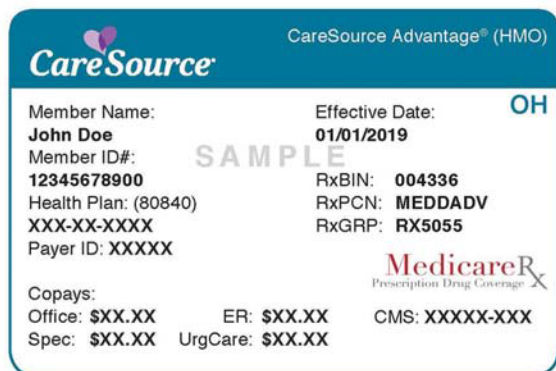 CareSource
CareSource Advantage® (HMO)
OH
Member Name:
John Doe
Member ID#:
12345678900
Health Plan: (80840)
XXX-XX-XXXX
Payer ID: XXXXX
Effective Date:
01/01/2019
SAMPLE
RxBIN: 004336
RxPCN: MEDDADV
RxGRP: RX5055
MedicareRx
Prescription Drug Coverage
Copays:
Office: $XX.XX ER: $XX.XX CMS: XXXXX-XXX
Spec: $XX.XX UrgCare: $XX.XX